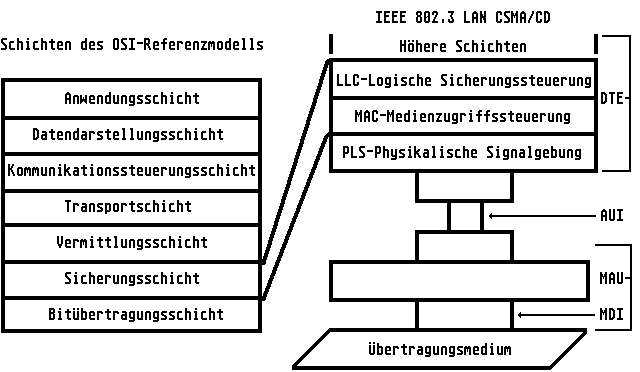 IEEE 802.3 LAN CSMA/CD
Schichten des OSI-Referenzmodells
Höhere Schichten
Anwendungsschicht
Datendarstellungsschicht
Kommunikationssteuerungsschicht
Transportschicht
Vermittlungsschicht
Sicherungsschicht
Bitübertragungsschicht
LLC-Logische Sicherungssteuerung
MAC-Medienzugriffssteuerung
PLS-Physikalische Signalgebung
DTE
AUI
MAU
MDI
Übertragungsmedium